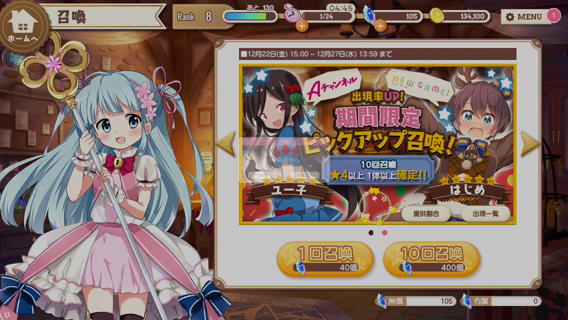 召喚
ホームへ
Rank 8
あと 130
1/24
04:45
105
134,100
MENU
1
■12月22日(金) 15:00 ~ 12月27日(水) 13:59 まで
Aチャンネル
NEW GAME!
出現率UP!
期間限定
ピックアップ召喚!
10回召喚
★4以上 1体以上確定!!
ユー子
はじめ
提供割合
出現一覧
1回召喚
40個
10回召喚
400個
無償 105
有償 0